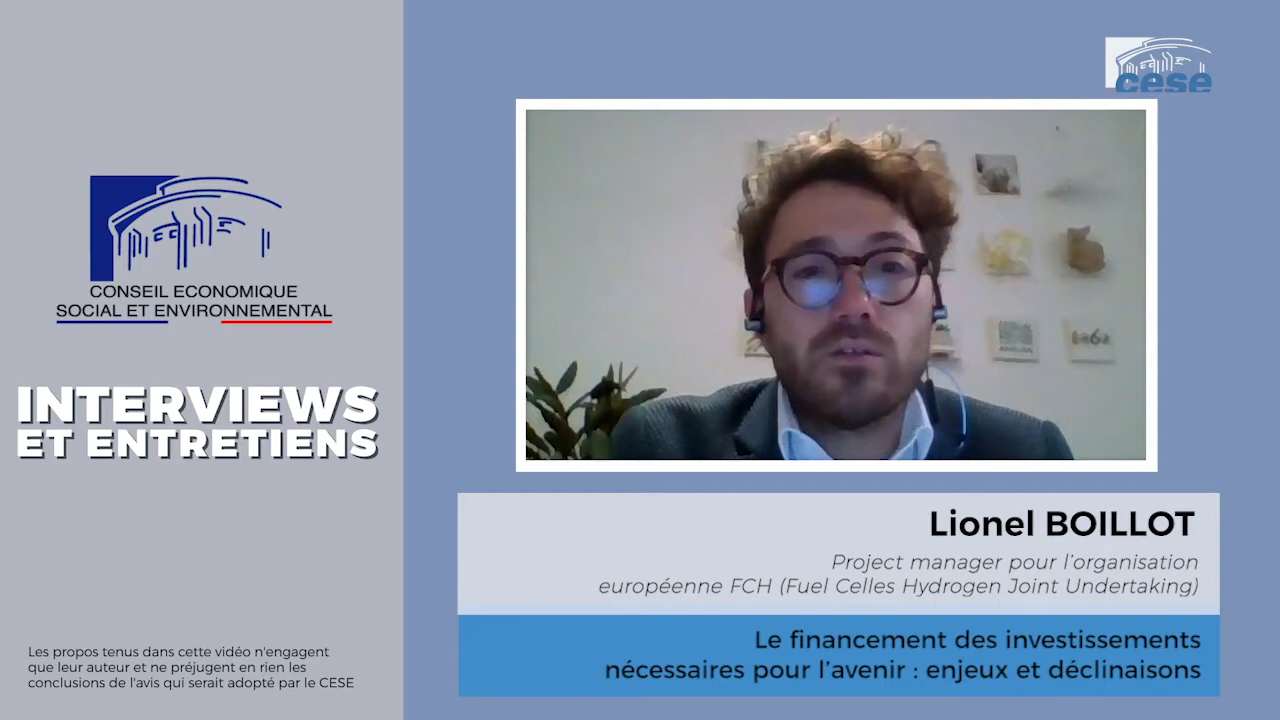 cese
CONSEIL ECONOMIQUE
SOCIAL ET ENVIRONNEMENTAL
INTERVIEWS
ET ENTRETIENS
Les propos tenus dans cette vidéo n'engagent
que leur auteur et ne préjugent en rien les
conclusions de l'avis qui serait adopté par le CESE
Lionel BOILLOT
Project manager pour l'organisation
européenne FCH (Fuel Celles Hydrogen Joint Undertaking)
Le financement des investissements
nécessaires pour l'avenir : enjeux et déclinaisons